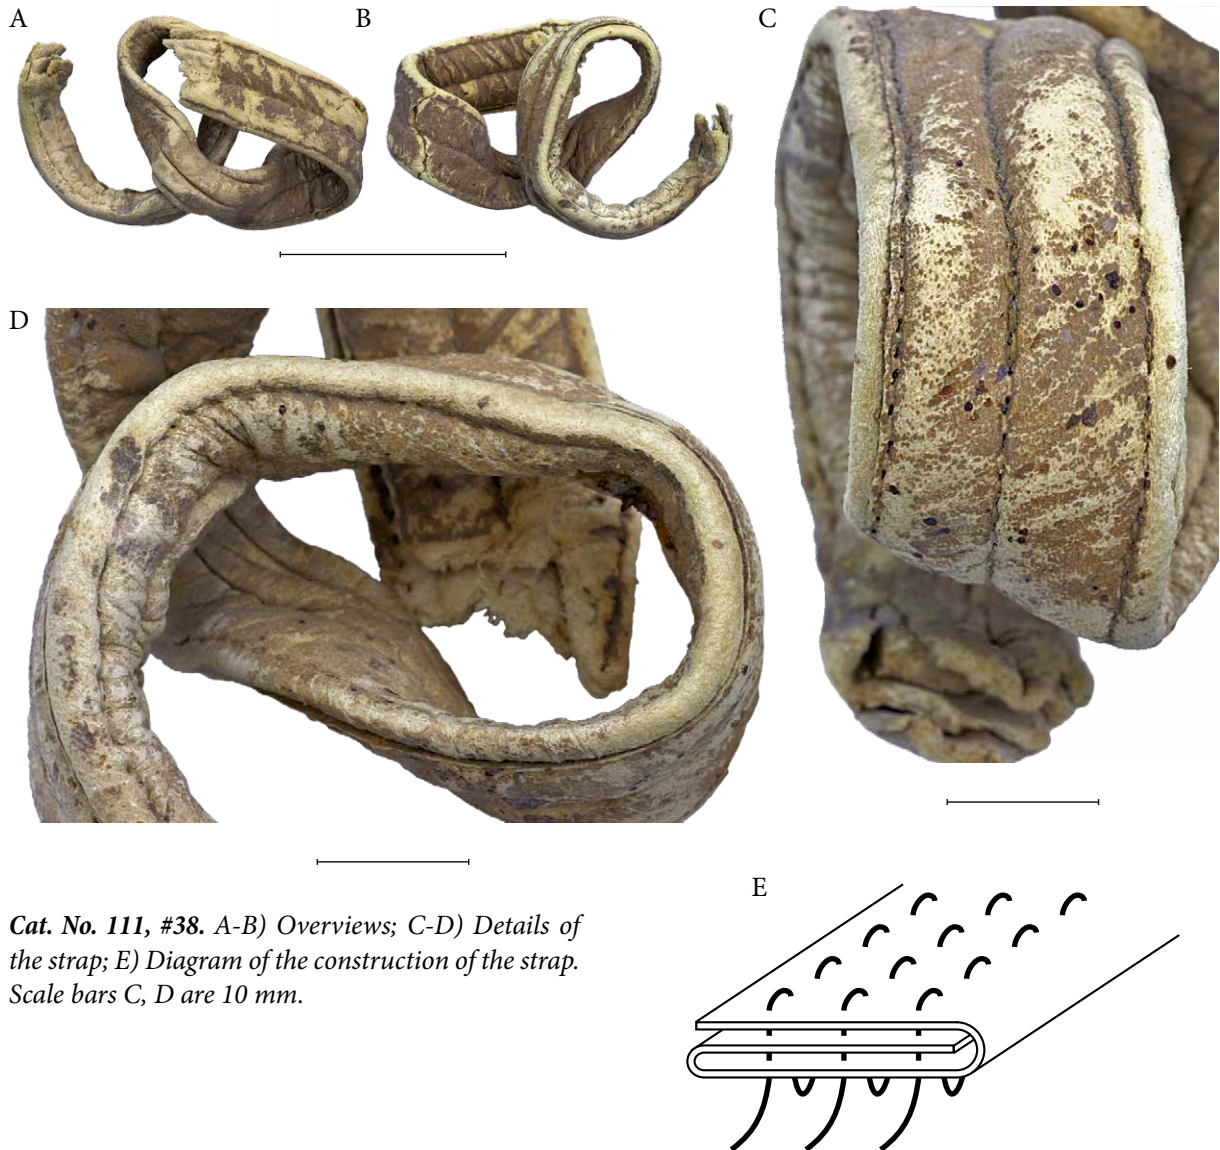 A
B
C
D
Cat. No. 111, #38. A-B) Overviews; C-D) Details of
the strap; E) Diagram of the construction of the strap.
Scale bars C, D are 10 mm.
E